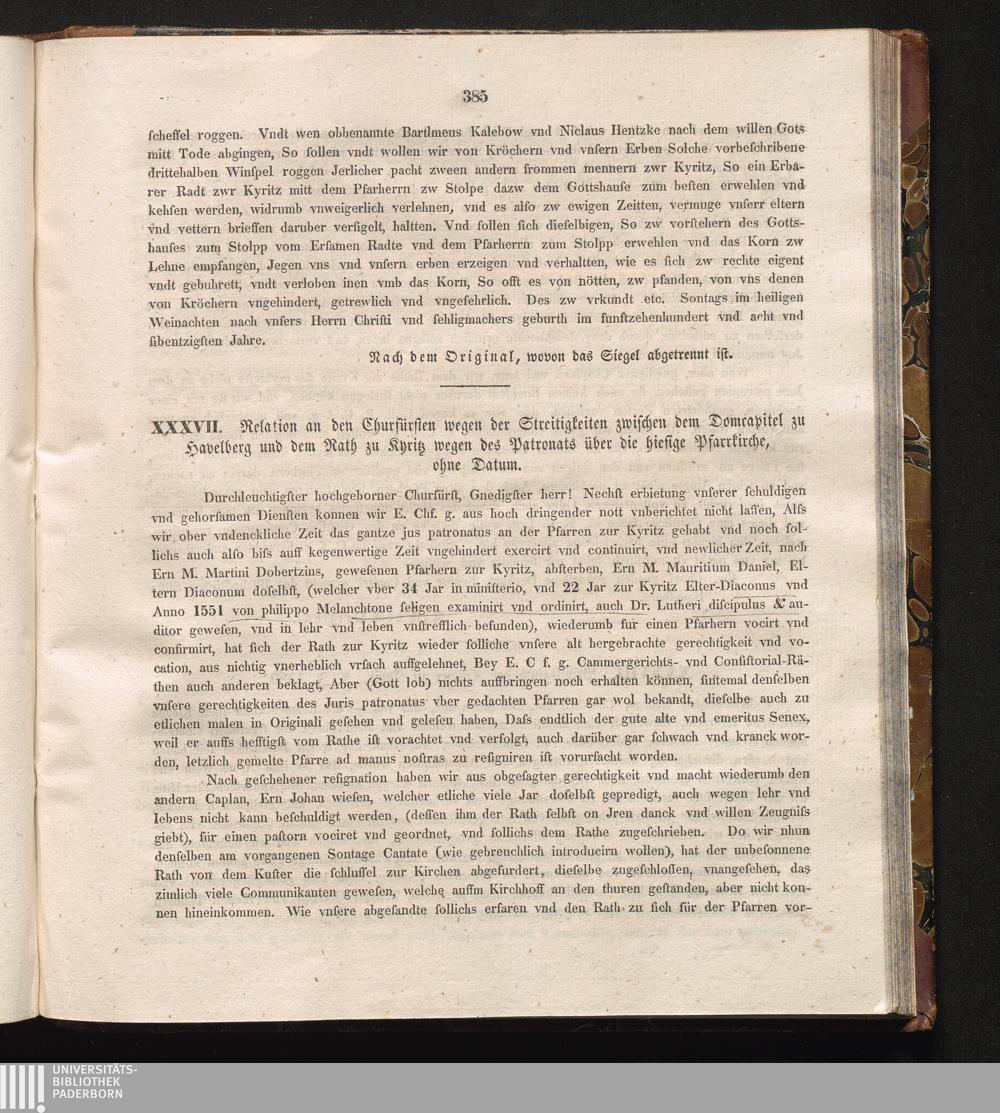 385
ſcheffel roggen. Vndt wen obbenannte Bartlmeus Kalebow vnd Niclaus Hentzke nach dem willen Gots
mitt Tode abgingen, So ſollen vndt wollen wir von Kröchern vnd vnſern Erben Solche vorbeſchribene
drittehalben Winſpel roggen Jerlicher pacht zween andern frommen mennern zwr Kyritz, So ein Erba-
rer Radt zwr Kyritz mitt dem Pfarherrn zw Stolpe dazw dem Gottshauſe zum beſten erwehlen vnd
kehſen werden, widrumb vnweigerlich verlehnen, vnd es alſo zw ewigen Zeitten, vermuge vnſerr eltern
vnd vettern brieffen daruber verſigelt, haltten. Vnd ſollen ſich dieſelbigen, So zw vorſtehern des Gotts-
hauſes zum Stolpp vom Erſamen Radte vnd dem Pfarherrn zum Stolpp erwehlen vnd das Korn zw
Lehne empfangen, Jegen vns vnd vnſern erben erzeigen vnd verhaltten, wie es ſich zw rechte eigent
vndt gebuhrett, vndt verloben inen vmb das Korn, So offt es von nötten, zw pfanden, von vns denen
von Kröchern vngehindert, getrewlich vnd vngefehrlich. Des zw vrkundt etc. Sontags im heiligen
Weinachten nach vnſers Herrn Chriſti vnd ſehligmachers geburth im funftzehenhundert vnd acht vnd
ſibentzigſten Jahre.
Nach dem Original, wovon das Siegel abgetrennt iſt.
XXXVII. Relation an den Churfürſten wegen der Streitigkeiten zwiſchen dem Domcapitel zu
Havelberg und dem Rath zu Kyritz wegen des Patronats über die hieſige Pfarrkirche,
ohne Datum.
Durchleuchtigſter hochgeborner Churfürſt, Gnedigſter herr! Nechſt erbietung vnſerer ſchuldigen
vnd gehorſamen Dienſten konnen wir E. Chf. g. aus hoch dringender nott vnberichtet nicht laſſen, Alſs
wir ober vndenckliche Zeit das gantze jus patronatus an der Pfarren zur Kyritz gehabt vnd noch ſol-
lichs auch alſo biſs auff kegenwertige Zeit vngehindert exercirt vnd continuirt, vnd newlicher Zeit, nach
Ern M. Martini Dobertzins, geweſenen Pfarhern zur Kyritz, abſterben, Ern M. Mauritium Daniel, El-
tern Diaconum doſelbſt, (welcher vber 34 Jar in miniſterio, vnd 22 Jar zur Kyritz Elter-Diaconus vnd
Anno 1551 von philippo Melanchtone ſeligen examinirt vnd ordinirt, auch Dr. Lutheri diſcipulus & au-
ditor geweſen, vnd in lehr vnd leben vnſtrefflich befunden), wiederumb fur einen Pfarhern vocirt vnd
confirmirt, hat ſich der Rath zur Kyritz wieder ſolliche vnſere alt hergebrachte gerechtigkeit vnd vo-
cation, aus nichtig vnerheblich vrſach auffgelehnet, Bey E. C f. g. Cammergerichts- vnd Conſiſtorial-Rä-
then auch anderen beklagt, Aber (Gott lob) nichts auffbringen noch erhalten können, ſintemal denſelben
vnſere gerechtigkeiten des Juris patronatus vber gedachten Pfarren gar wol bekandt, dieſelbe auch zu
etlichen malen in Originali geſehen vnd geleſen haben, Daſs endtlich der gute alte vnd emeritus Senex,
weil er auffs hefftigſt vom Rathe iſt vorachtet vnd verfolgt, auch darüber gar ſchwach vnd kranck wor-
den, letzlich gemelte Pfarre ad manus noſtras zu reſigniren iſt vorurſacht worden.
Nach geſchehener reſignation haben wir aus obgeſagter gerechtigkeit vnd macht wiederumb den
andern Caplan, Ern Johan wieſen, welcher etliche viele Jar doſelbſt gepredigt, auch wegen lehr vnd
lebens nicht kann beſchuldigt werden, (deſſen ihm der Rath ſelbſt on Jren danck vnd willen Zeugniſs
giebt), für einen paſtorn vociret vnd geordnet, vnd ſollichs dem Rathe zugeſchrieben. Do wir nhun
denſelben am vorgangenen Sontage Cantate (wie gebreuchlich introducirn wollen), hat der unbeſonnene
Rath von dem Kuſter die ſchluſſel zur Kirchen abgefurdert, dieſelbe zugeſchloſſen, vnangeſehen, das
zimlich viele Communikanten geweſen, welche auffm Kirchhoff an den thuren geſtanden, aber nicht kon-
nen hineinkommen. Wie vnſere abgeſandte ſollichs erfaren vnd den Rath zu ſich für der Pfarren vor-
UNIVERSITÄTS-
BIBLIOTHEK
PADERBORN